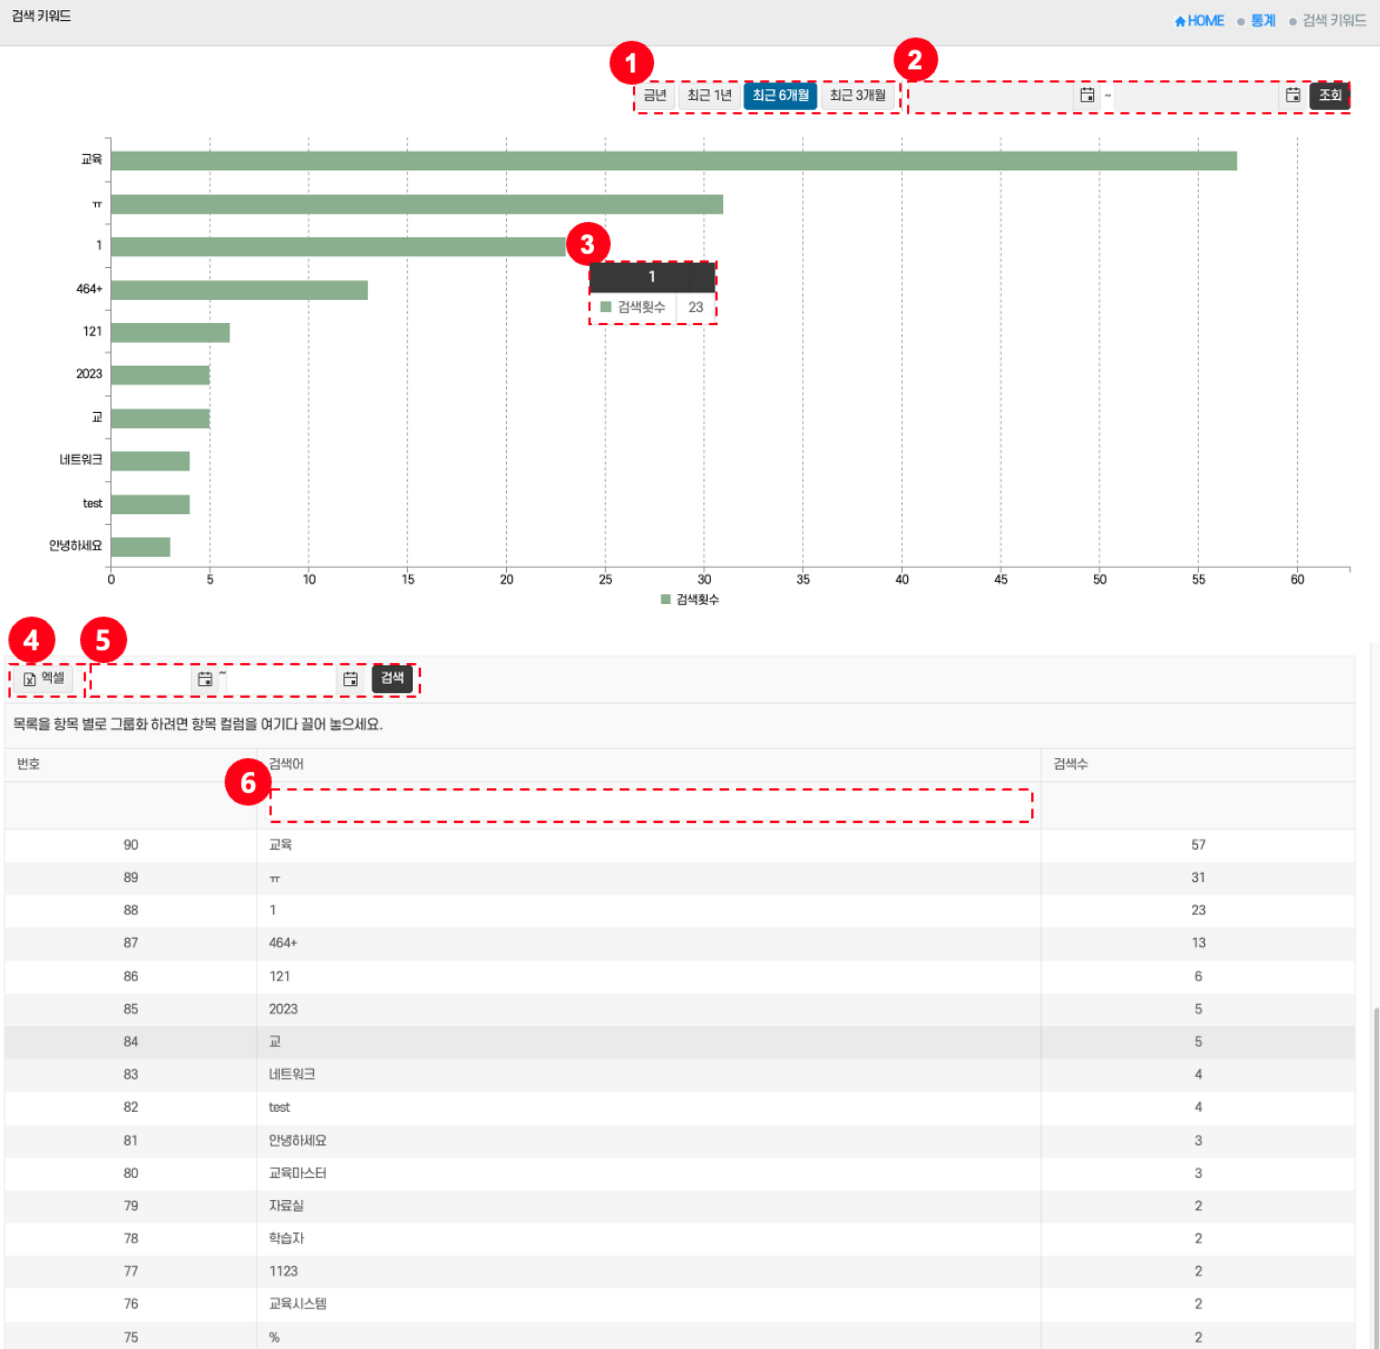 검색 키워드
HOME 통계 검색 키워드
1
2
금년 최근 1년 최근 6개월 최근 3개월 ~ 조회
교육
ㅠ
1
3
1
464+
검색횟수 23
121
2023
교
네트워크
test
안녕하세요
0 5 10 15 20 25 30 35 40 45 50 55 60
검색횟수
4
5
엑셀 ~ 검색
목록을 항목 별로 그룹화 하려면 항목 컬럼을 여기다 끌어 놓으세요.
번호 검색어 검색수
6
90 교육 57
89 ㅠ 31
88 1 23
87 464+ 13
86 121 6
85 2023 5
84 교 5
83 네트워크 4
82 test 4
81 안녕하세요 3
80 교육마스터 3
79 자료실 2
78 학습자 2
77 1123 2
76 교육시스템 2
75 % 2